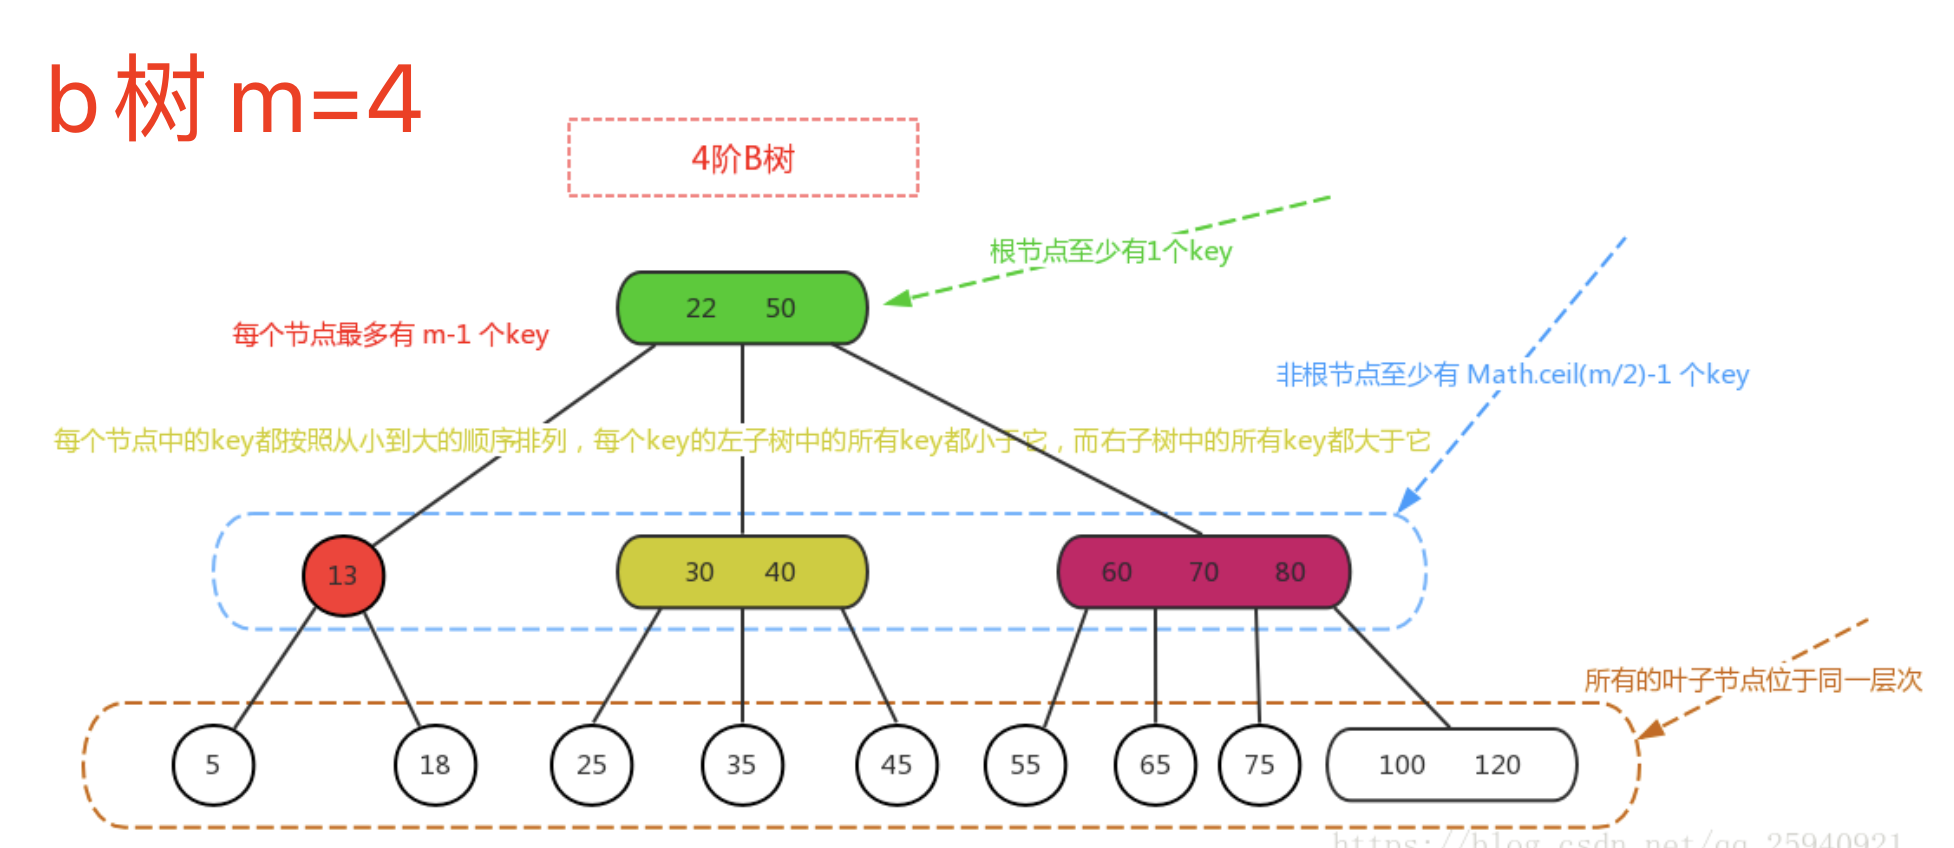 b树 m=4
4阶B树
根节点至少有1个key
22 50
每个节点最多有 m-1 个key
非根节点至少有 Math.ceil(m/2)-1 个key
每个节点中的key都按照从小到大的顺序排列，每个key的左子树中的所有key都小于它，而右子树中的所有key都大于它
13 30 40 60 70 80
所有的叶子节点位于同一层次
5 18 25 35 45 55 65 75 100 120
https://blog.csdn.net/qq_25940921